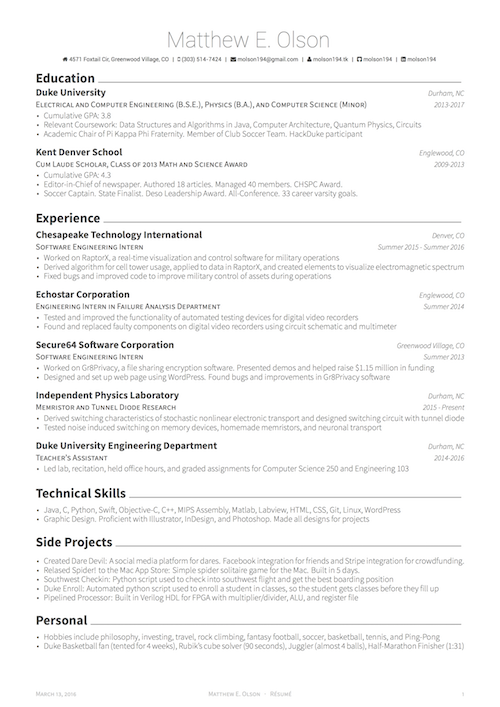 Matthew E. Olson
4571 Foxtail Cir, Greenwood Village, CO | (303) 514-7424 | molson194@gmail.com | molson194.tk | molson194 | molson194
Education
Duke University Durham, NC
Electrical and Computer Engineering (B.S.E.), Physics (B.A.), and Computer Science (Minor) 2013-2017
• Cumulative GPA: 3.8
• Relevant Coursework: Data Structures and Algorithms in Java, Computer Architecture, Quantum Physics, Circuits
• Academic Chair of Pi Kappa Phi Fraternity. Member of Club Soccer Team. HackDuke participant
Kent Denver School Englewood, CO
Cum Laude Scholar, Class of 2013 Math and Science Award 2009-2013
• Cumulative GPA: 4.3
• Editor-in-Chief of newspaper. Authored 18 articles. Managed 40 members. CHSPC Award.
• Soccer Captain. State Finalist. Deso Leadership Award. All-Conference. 33 career varsity goals.
Experience
Chesapeake Technology International Denver, CO
Software Engineering Intern Summer 2015 - Summer 2016
• Worked on RaptorX, a real-time visualization and control software for military operations
• Derived algorithm for cell tower usage, applied to data in RaptorX, and created elements to visualize electromagnetic spectrum
• Fixed bugs and improved code to improve military control of assets during operations
Echostar Corporation Englewood, CO
Engineering Intern in Failure Analysis Department Summer 2014
• Tested and improved the functionality of automated testing devices for digital video recorders
• Found and replaced faulty components on digital video recorders using circuit schematic and multimeter
Secure64 Software Corporation Greenwood Village, CO
Software Engineering Intern Summer 2013
• Worked on Gr8Privacy, a file sharing encryption software. Presented demos and helped raise $1.15 million in funding
• Designed and set up web page using WordPress. Found bugs and improvements in Gr8Privacy software
Independent Physics Laboratory Durham, NC
Memristor and Tunnel Diode Research 2015 - Present
• Derived switching characteristics of stochastic nonlinear electronic transport and designed switching circuit with tunnel diode
• Tested noise induced switching on memory devices, homemade memristors, and neuronal transport
Duke University Engineering Department Durham, NC
Teacher's Assistant 2014-2016
• Led lab, recitation, held office hours, and graded assignments for Computer Science 250 and Engineering 103
Technical Skills
• Java, C, Python, Swift, Objective-C, C++, MIPS Assembly, Matlab, Labview, HTML, CSS, Git, Linux, WordPress
• Graphic Design. Proficient with Illustrator, InDesign, and Photoshop. Made all designs for projects
Side Projects
• Created Dare Devil: A social media platform for dares. Facebook integration for friends and Stripe integration for crowdfunding.
• Relased Spider! to the Mac App Store: Simple spider solitaire game for the Mac. Built in 5 days.
• Southwest Checkin: Python script used to check into southwest flight and get the best boarding position
• Duke Enroll: Automated python script used to enroll a student in classes, so the student gets classes before they fill up
• Pipelined Processor: Built in Verilog HDL for FPGA with multiplier/divider, ALU, and register file
Personal
• Hobbies include philosophy, investing, travel, rock climbing, fantasy football, soccer, basketball, tennis, and Ping-Pong
• Duke Basketball fan (tented for 4 weeks), Rubik's cube solver (90 seconds), Juggler (almost 4 balls), Half-Marathon Finisher (1:31)
March 13, 2016 Matthew E. Olson · Résumé 1